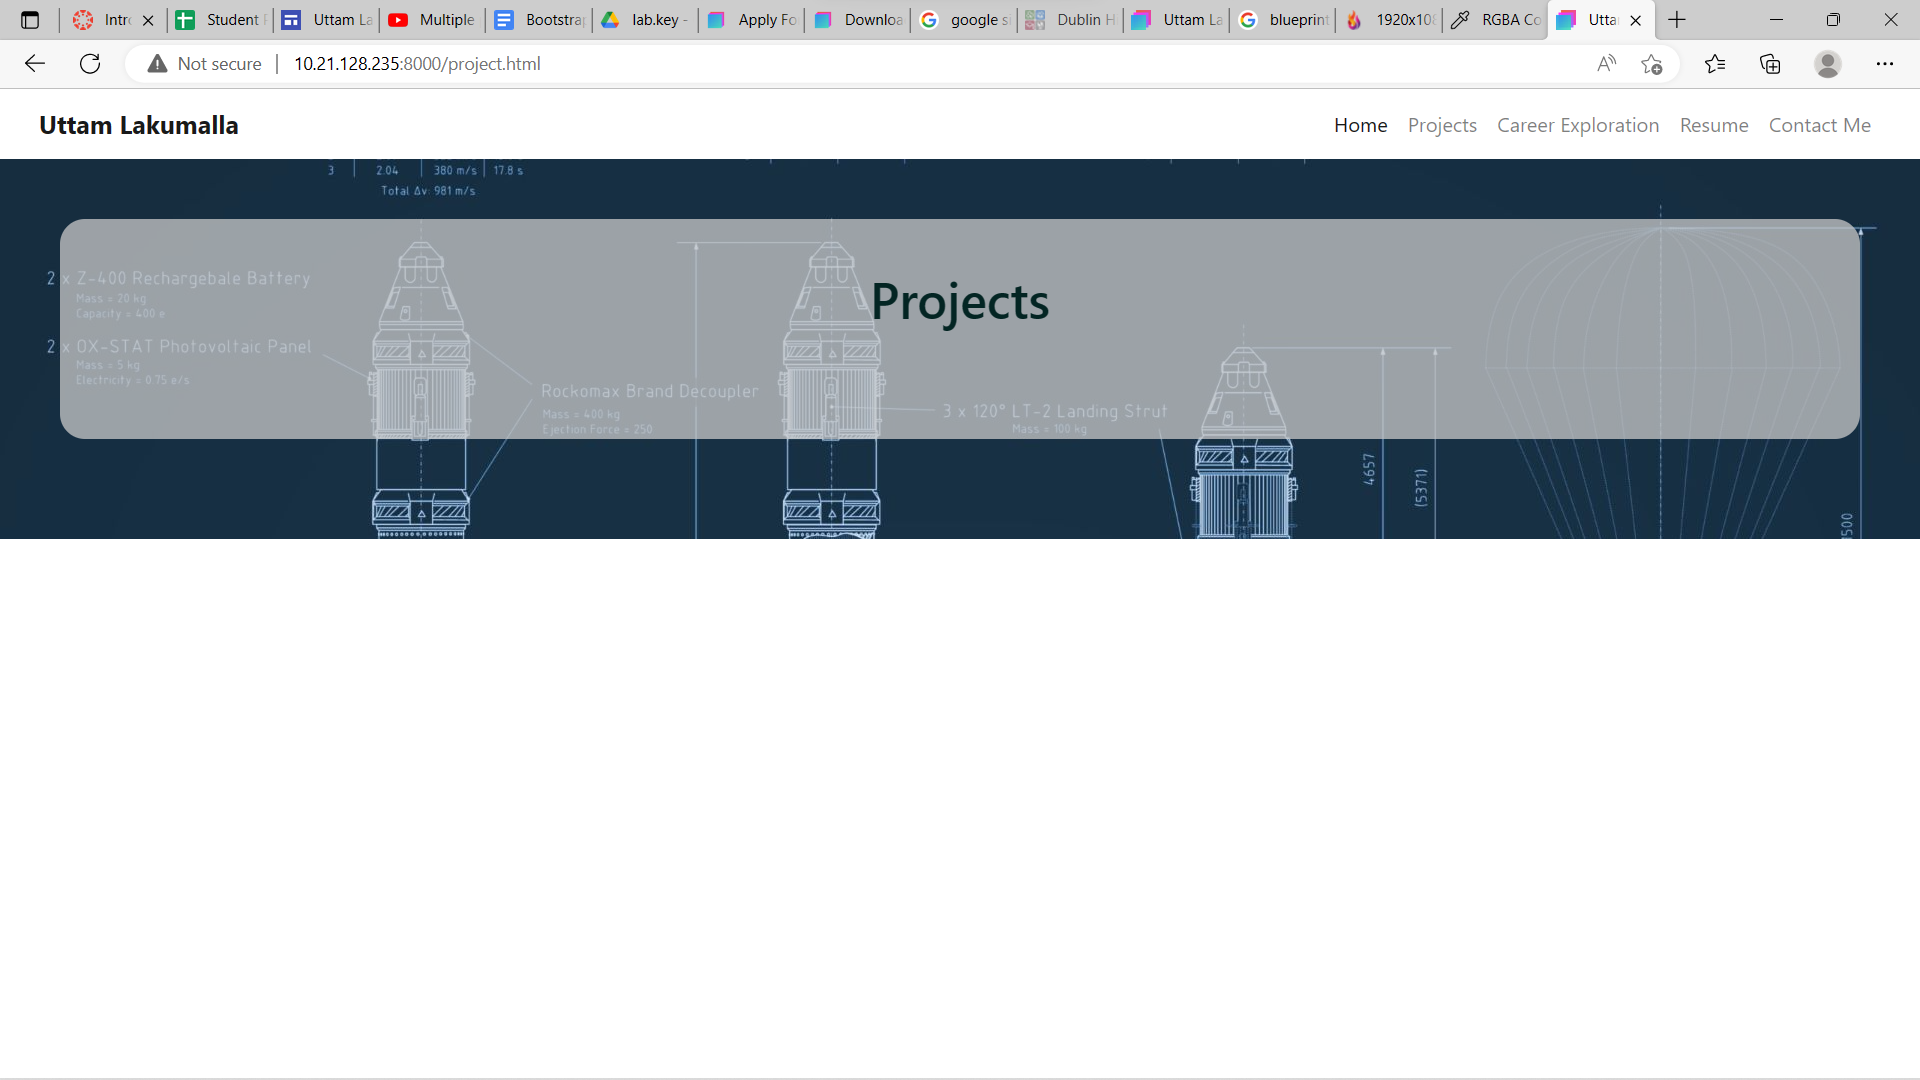 Intro
Student P
Uttam La
Multiple
Bootstrap
lab.key -
Apply Fo
Downloa
google si
Dublin H
Uttam La
blueprint
1920x108
RGBA Co
Utta
Not secure
10.21.128.235:8000/project.html
Uttam Lakumalla
Home
Projects
Career Exploration
Resume
Contact Me
3 2.04 380 m/s 17.8 s
Total Δv: 981 m/s
2 x Z-400 Rechargebale Battery
Mass = 20 kg
Capacity = 400 e
2 x OX-STAT Photovoltaic Panel
Mass = 5 kg
Electricity = 0.75 e/s
Projects
Rockomax Brand Decoupler
Mass = 400 kg
Ejection Force = 250
3 x 120° LT-2 Landing Strut
Mass = 100 kg
4657
(5371)